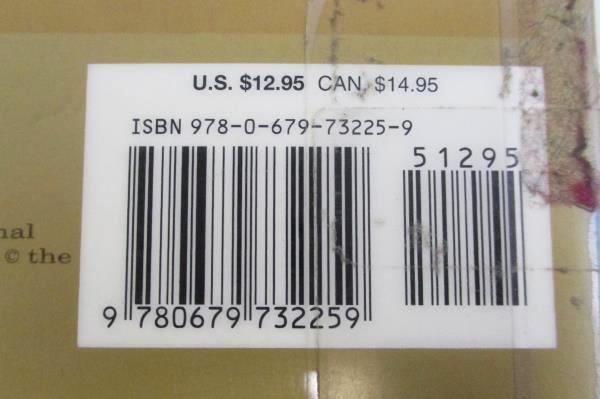 U.S. $12.95 CAN. $14.95
ISBN 978-0-679-73225-9
51295
9 780679 732259
nal
© the